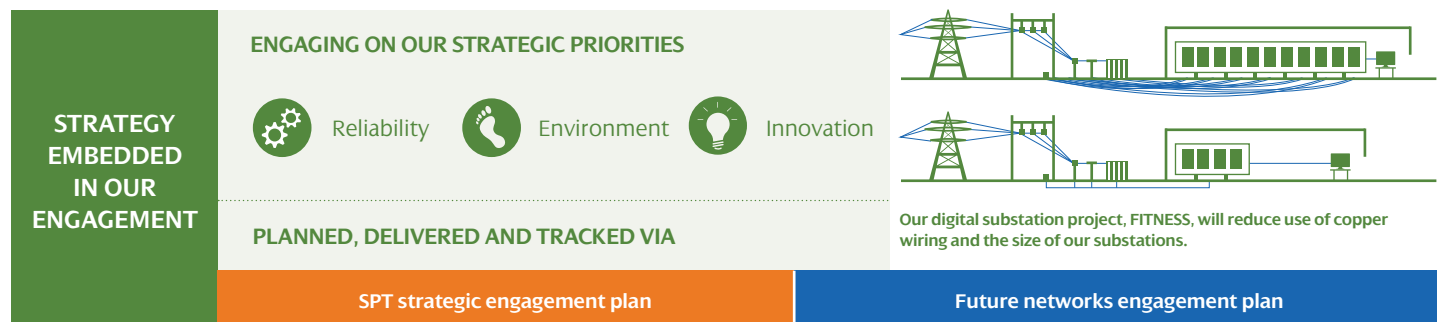 STRATEGY
EMBEDDED
IN OUR
ENGAGEMENT
ENGAGING ON OUR STRATEGIC PRIORITIES
Reliability
Environment
Innovation
PLANNED, DELIVERED AND TRACKED VIA
Our digital substation project, FITNESS, will reduce use of copper
wiring and the size of our substations.
SPT strategic engagement plan
Future networks engagement plan